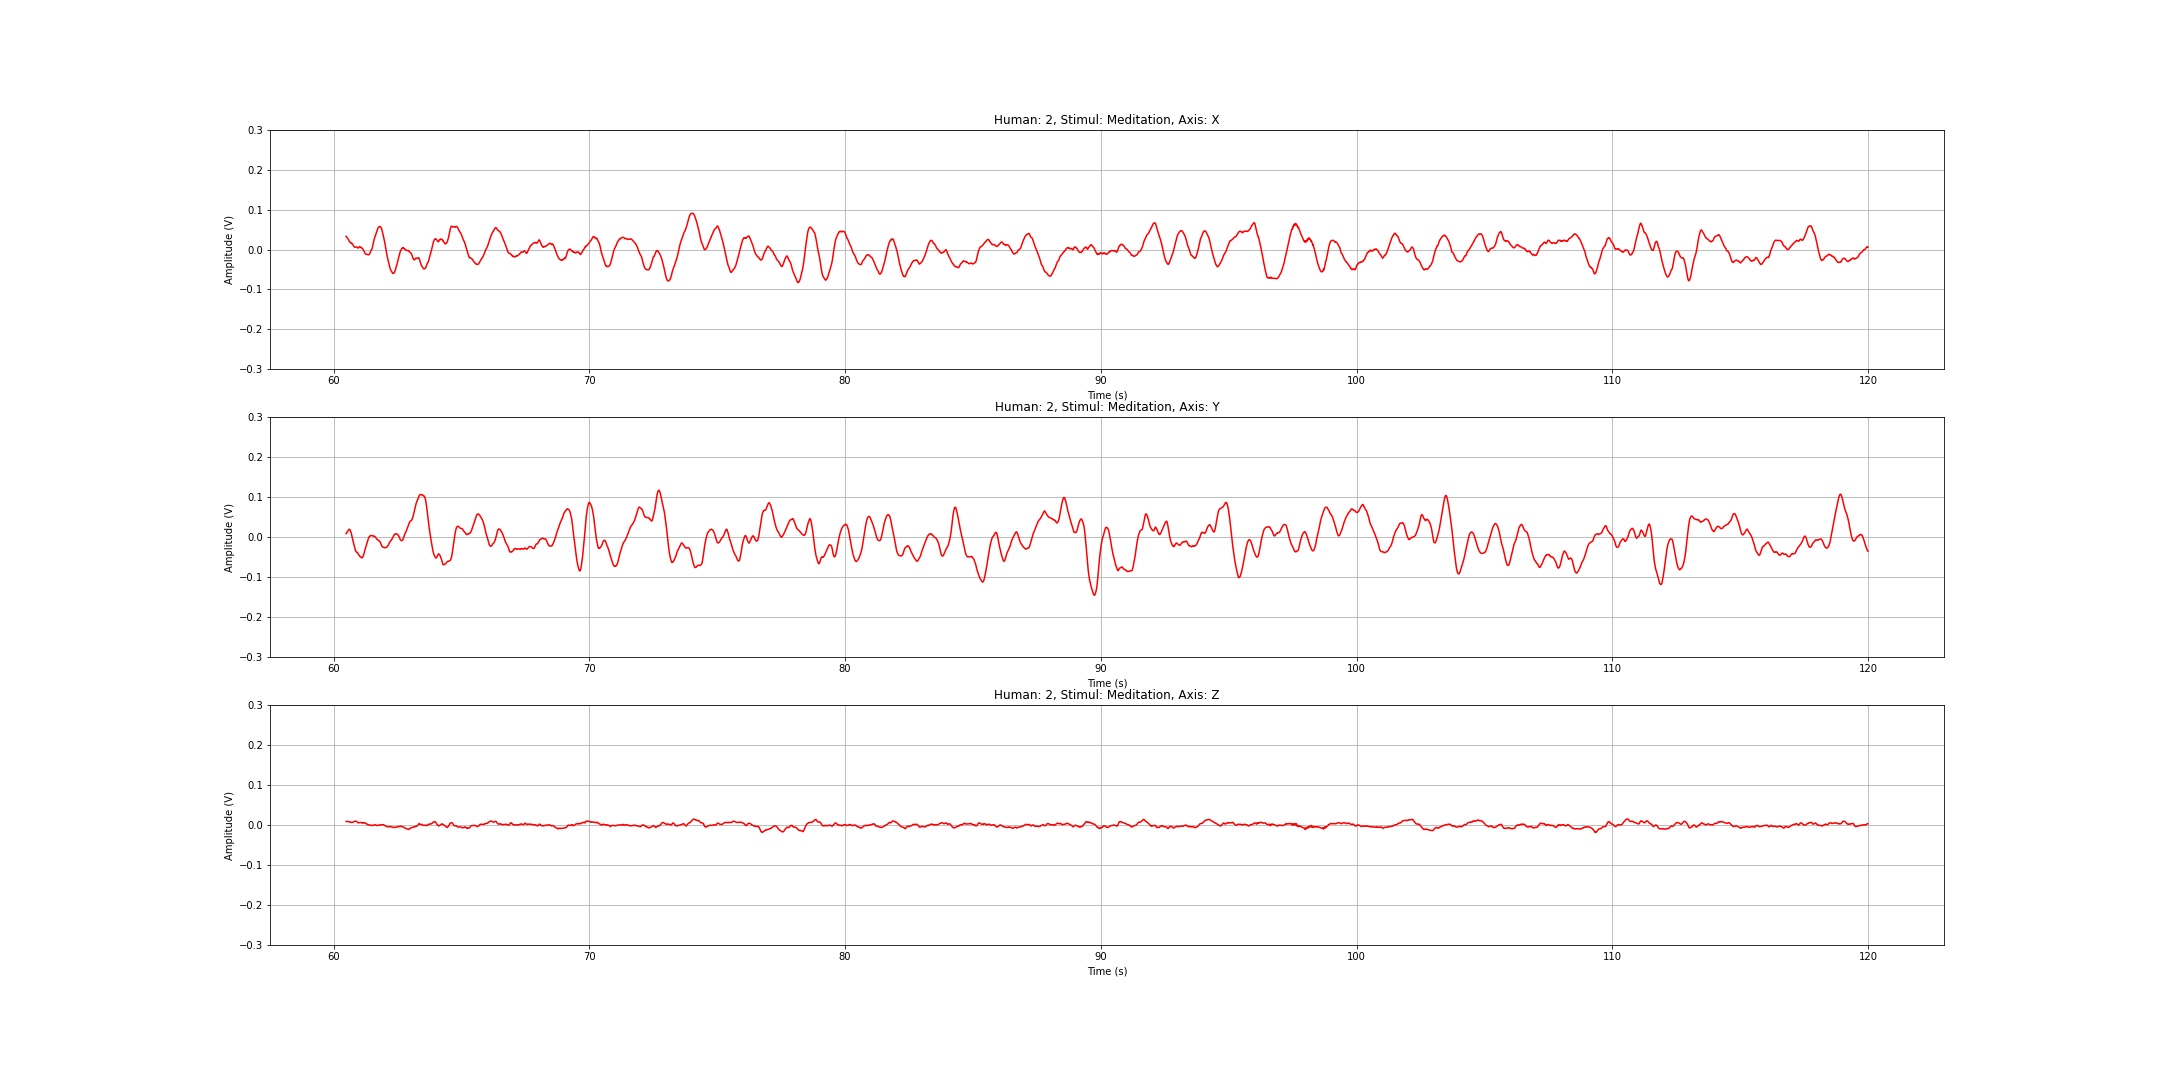 Human: 2, Stimul: Meditation, Axis: X
Amplitude (V)
0.3
0.2
0.1
0.0
−0.1
−0.2
−0.3
60 70 80 90 100 110 120
Time (s)
Human: 2, Stimul: Meditation, Axis: Y
Amplitude (V)
0.3
0.2
0.1
0.0
−0.1
−0.2
−0.3
60 70 80 90 100 110 120
Time (s)
Human: 2, Stimul: Meditation, Axis: Z
Amplitude (V)
0.3
0.2
0.1
0.0
−0.1
−0.2
−0.3
60 70 80 90 100 110 120
Time (s)